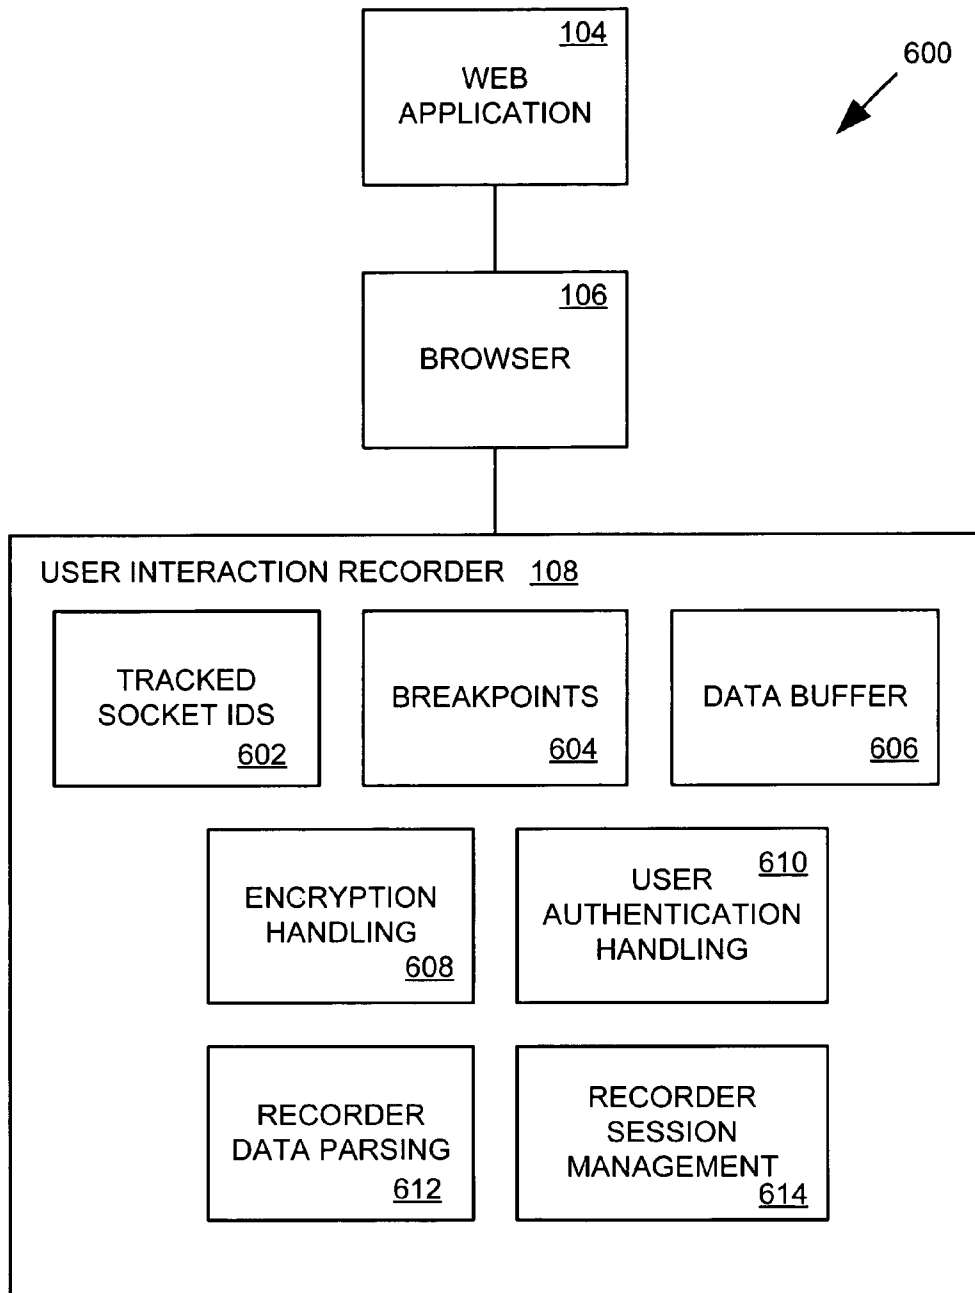 104
WEB
APPLICATION
600
106
BROWSER
USER INTERACTION RECORDER 108
TRACKED
SOCKET IDS
602
BREAKPOINTS
604
DATA BUFFER
606
ENCRYPTION
HANDLING
608
610
USER
AUTHENTICATION
HANDLING
RECORDER
DATA PARSING
612
RECORDER
SESSION
MANAGEMENT
614